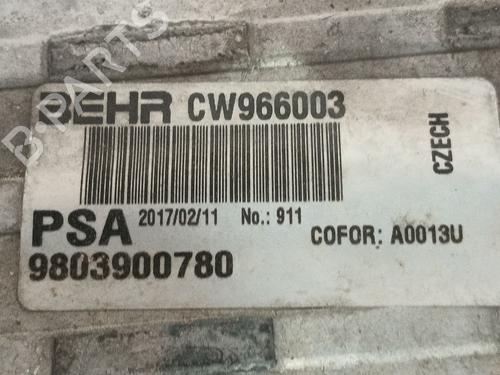 B-PARTS
BEHR CW966003
CZECH
PSA 2017/02/11 No.: 911
COFOR: A0013U
9803900780